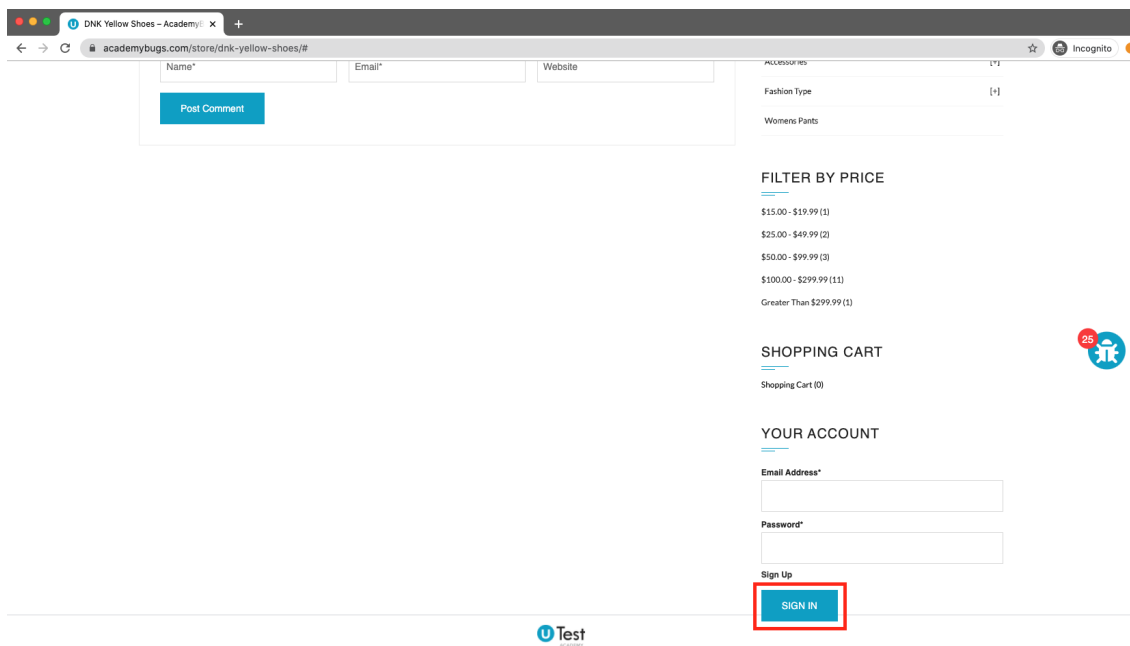 DNK Yellow Shoes – AcademyB
academybugs.com/store/dnk-yellow-shoes/#
Incognito
Name*
Email*
Website
Post Comment
Accessories [+]
Fashion Type [+]
Womens Pants
FILTER BY PRICE
$15.00 - $19.99 (1)
$25.00 - $49.99 (2)
$50.00 - $99.99 (3)
$100.00 - $299.99 (11)
Greater Than $299.99 (1)
25
SHOPPING CART
Shopping Cart (0)
YOUR ACCOUNT
Email Address*
Password*
Sign Up
SIGN IN
U Test